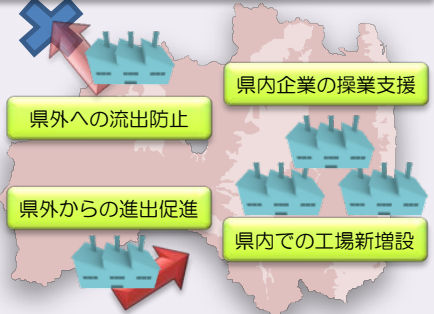 県内企業の操業支援
県外への流出防止
県外からの進出促進
県内での工場新増設